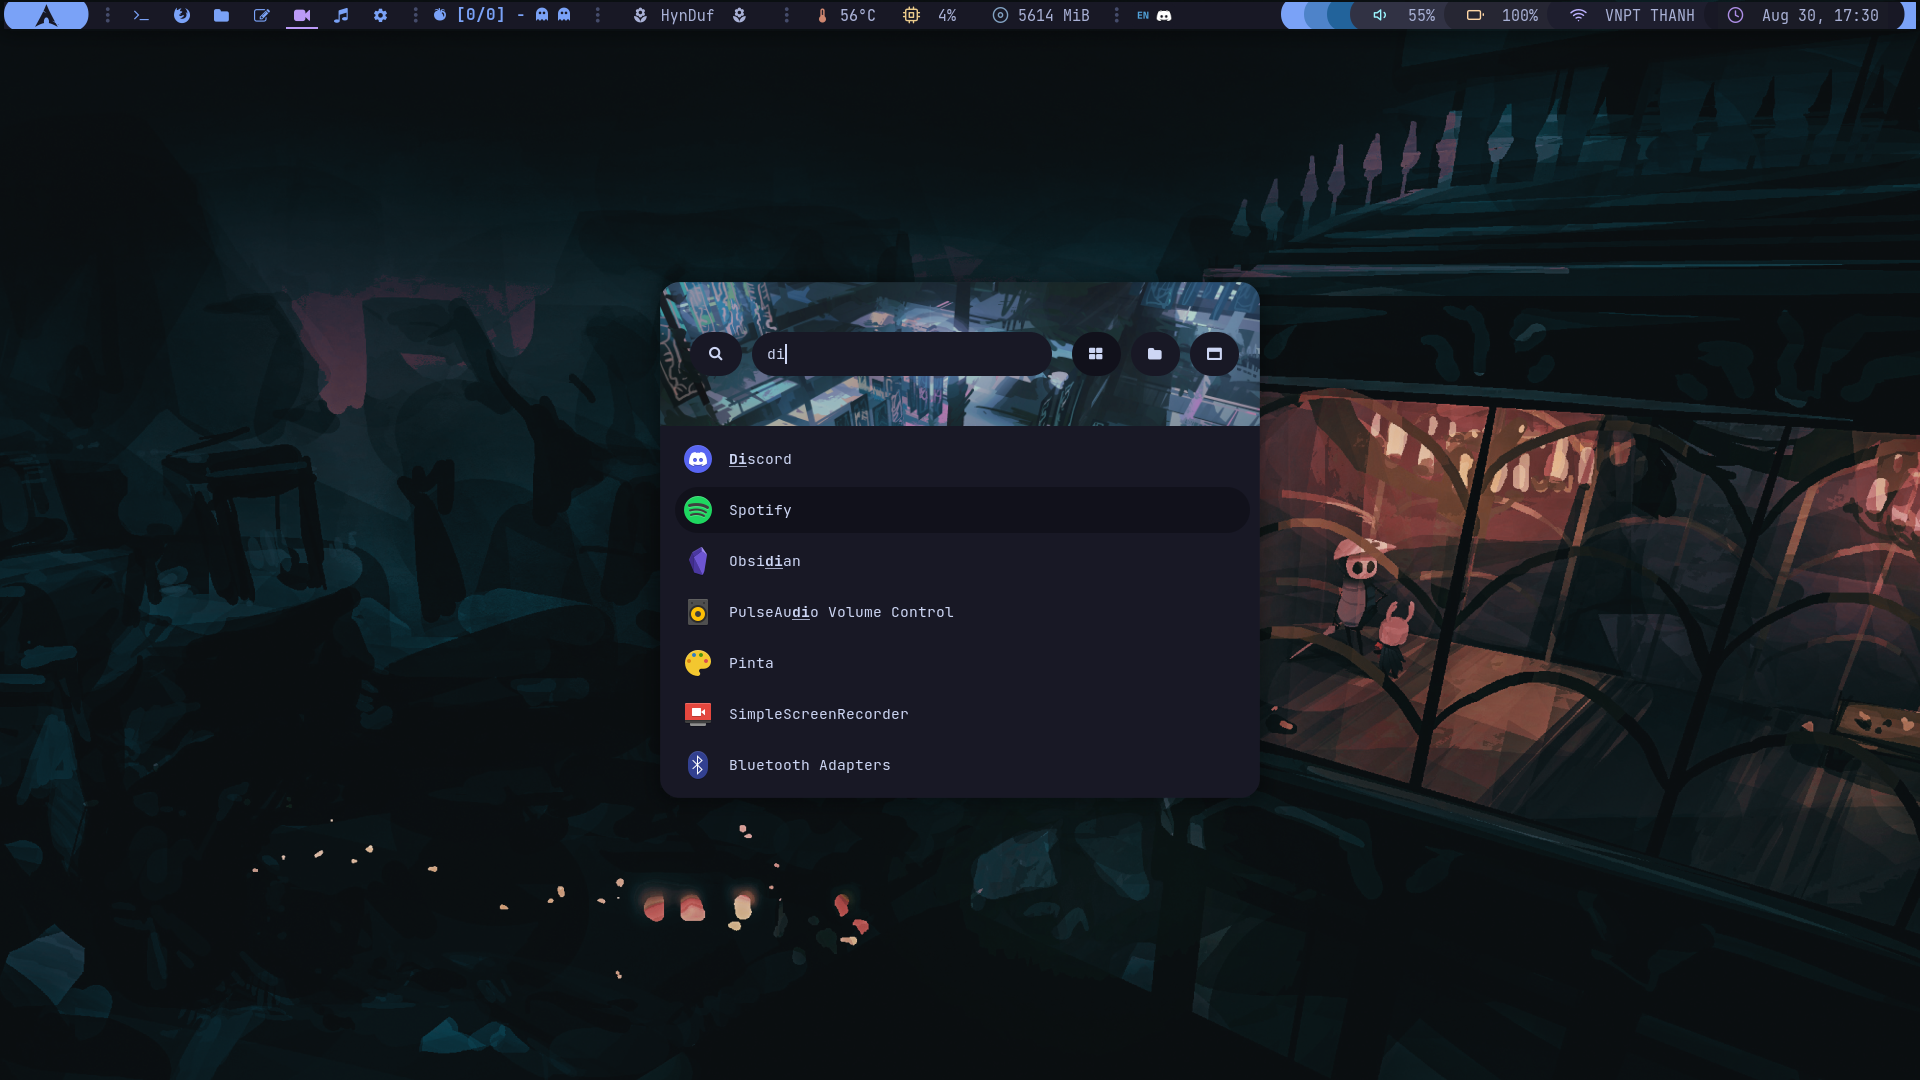 >_ [0/0] - HynDuf 56°C 4% 5614 MiB EN 55% 100% VNPT THANH Aug 30, 17:30
di
Discord
Spotify
Obsidian
PulseAudio Volume Control
Pinta
SimpleScreenRecorder
Bluetooth Adapters